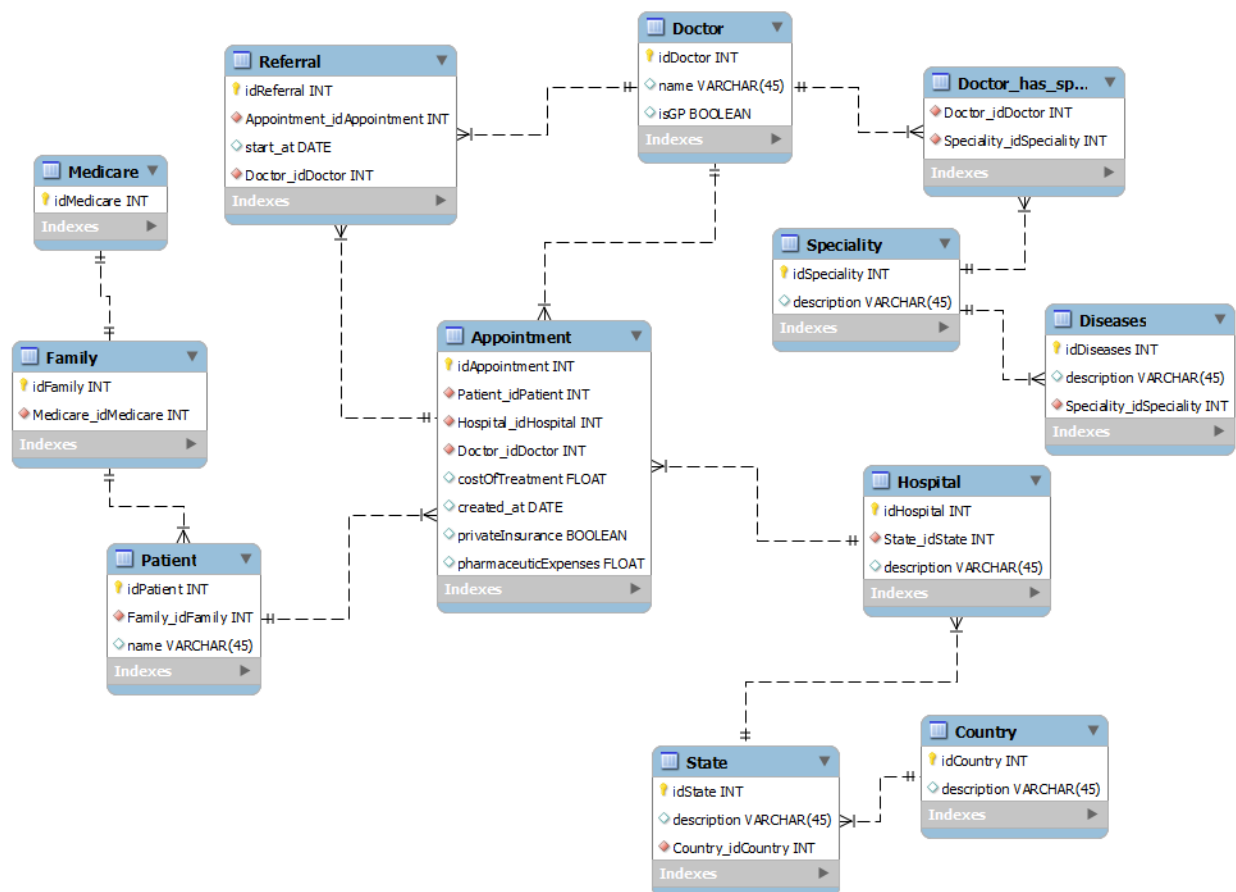 Doctor
idDoctor INT
name VARCHAR(45)
isGP BOOLEAN
Indexes
Referral
idReferral INT
Appointment_idAppointment INT
start_at DATE
Doctor_idDoctor INT
Indexes
Doctor_has_sp...
Doctor_idDoctor INT
Speciality_idSpeciality INT
Indexes
Medicare
idMedicare INT
Indexes
Speciality
idSpeciality INT
description VARCHAR(45)
Indexes
Diseases
idDiseases INT
description VARCHAR(45)
Speciality_idSpeciality INT
Indexes
Family
idFamily INT
Medicare_idMedicare INT
Indexes
Appointment
idAppointment INT
Patient_idPatient INT
Hospital_idHospital INT
Doctor_idDoctor INT
costOfTreatment FLOAT
created_at DATE
privateInsurance BOOLEAN
pharmaceuticExpenses FLOAT
Indexes
Hospital
idHospital INT
State_idState INT
description VARCHAR(45)
Indexes
Patient
idPatient INT
Family_idFamily INT
name VARCHAR(45)
Indexes
State
idState INT
description VARCHAR(45)
Country_idCountry INT
Indexes
Country
idCountry INT
description VARCHAR(45)
Indexes